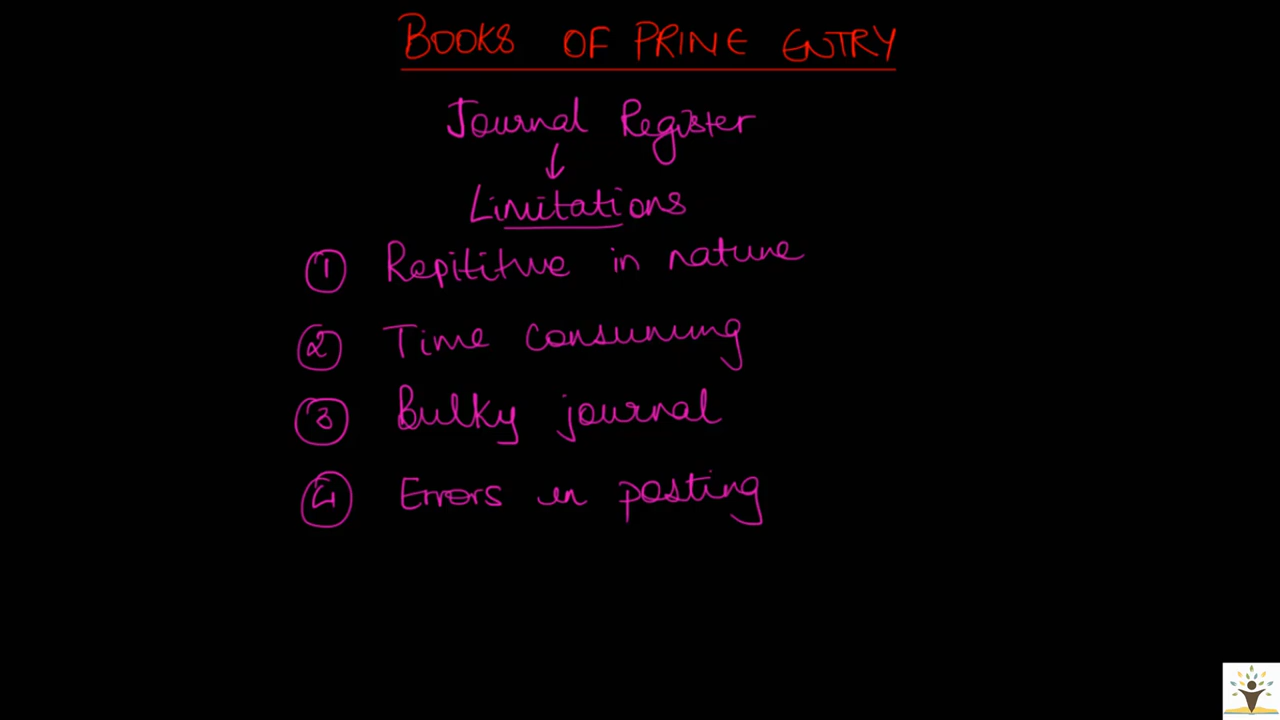 BOOKS OF PRIME ENTRY
Journal Register
↓
Limitations
① Repititive in nature
② Time consuming
③ Bulky journal
④ Errors in posting